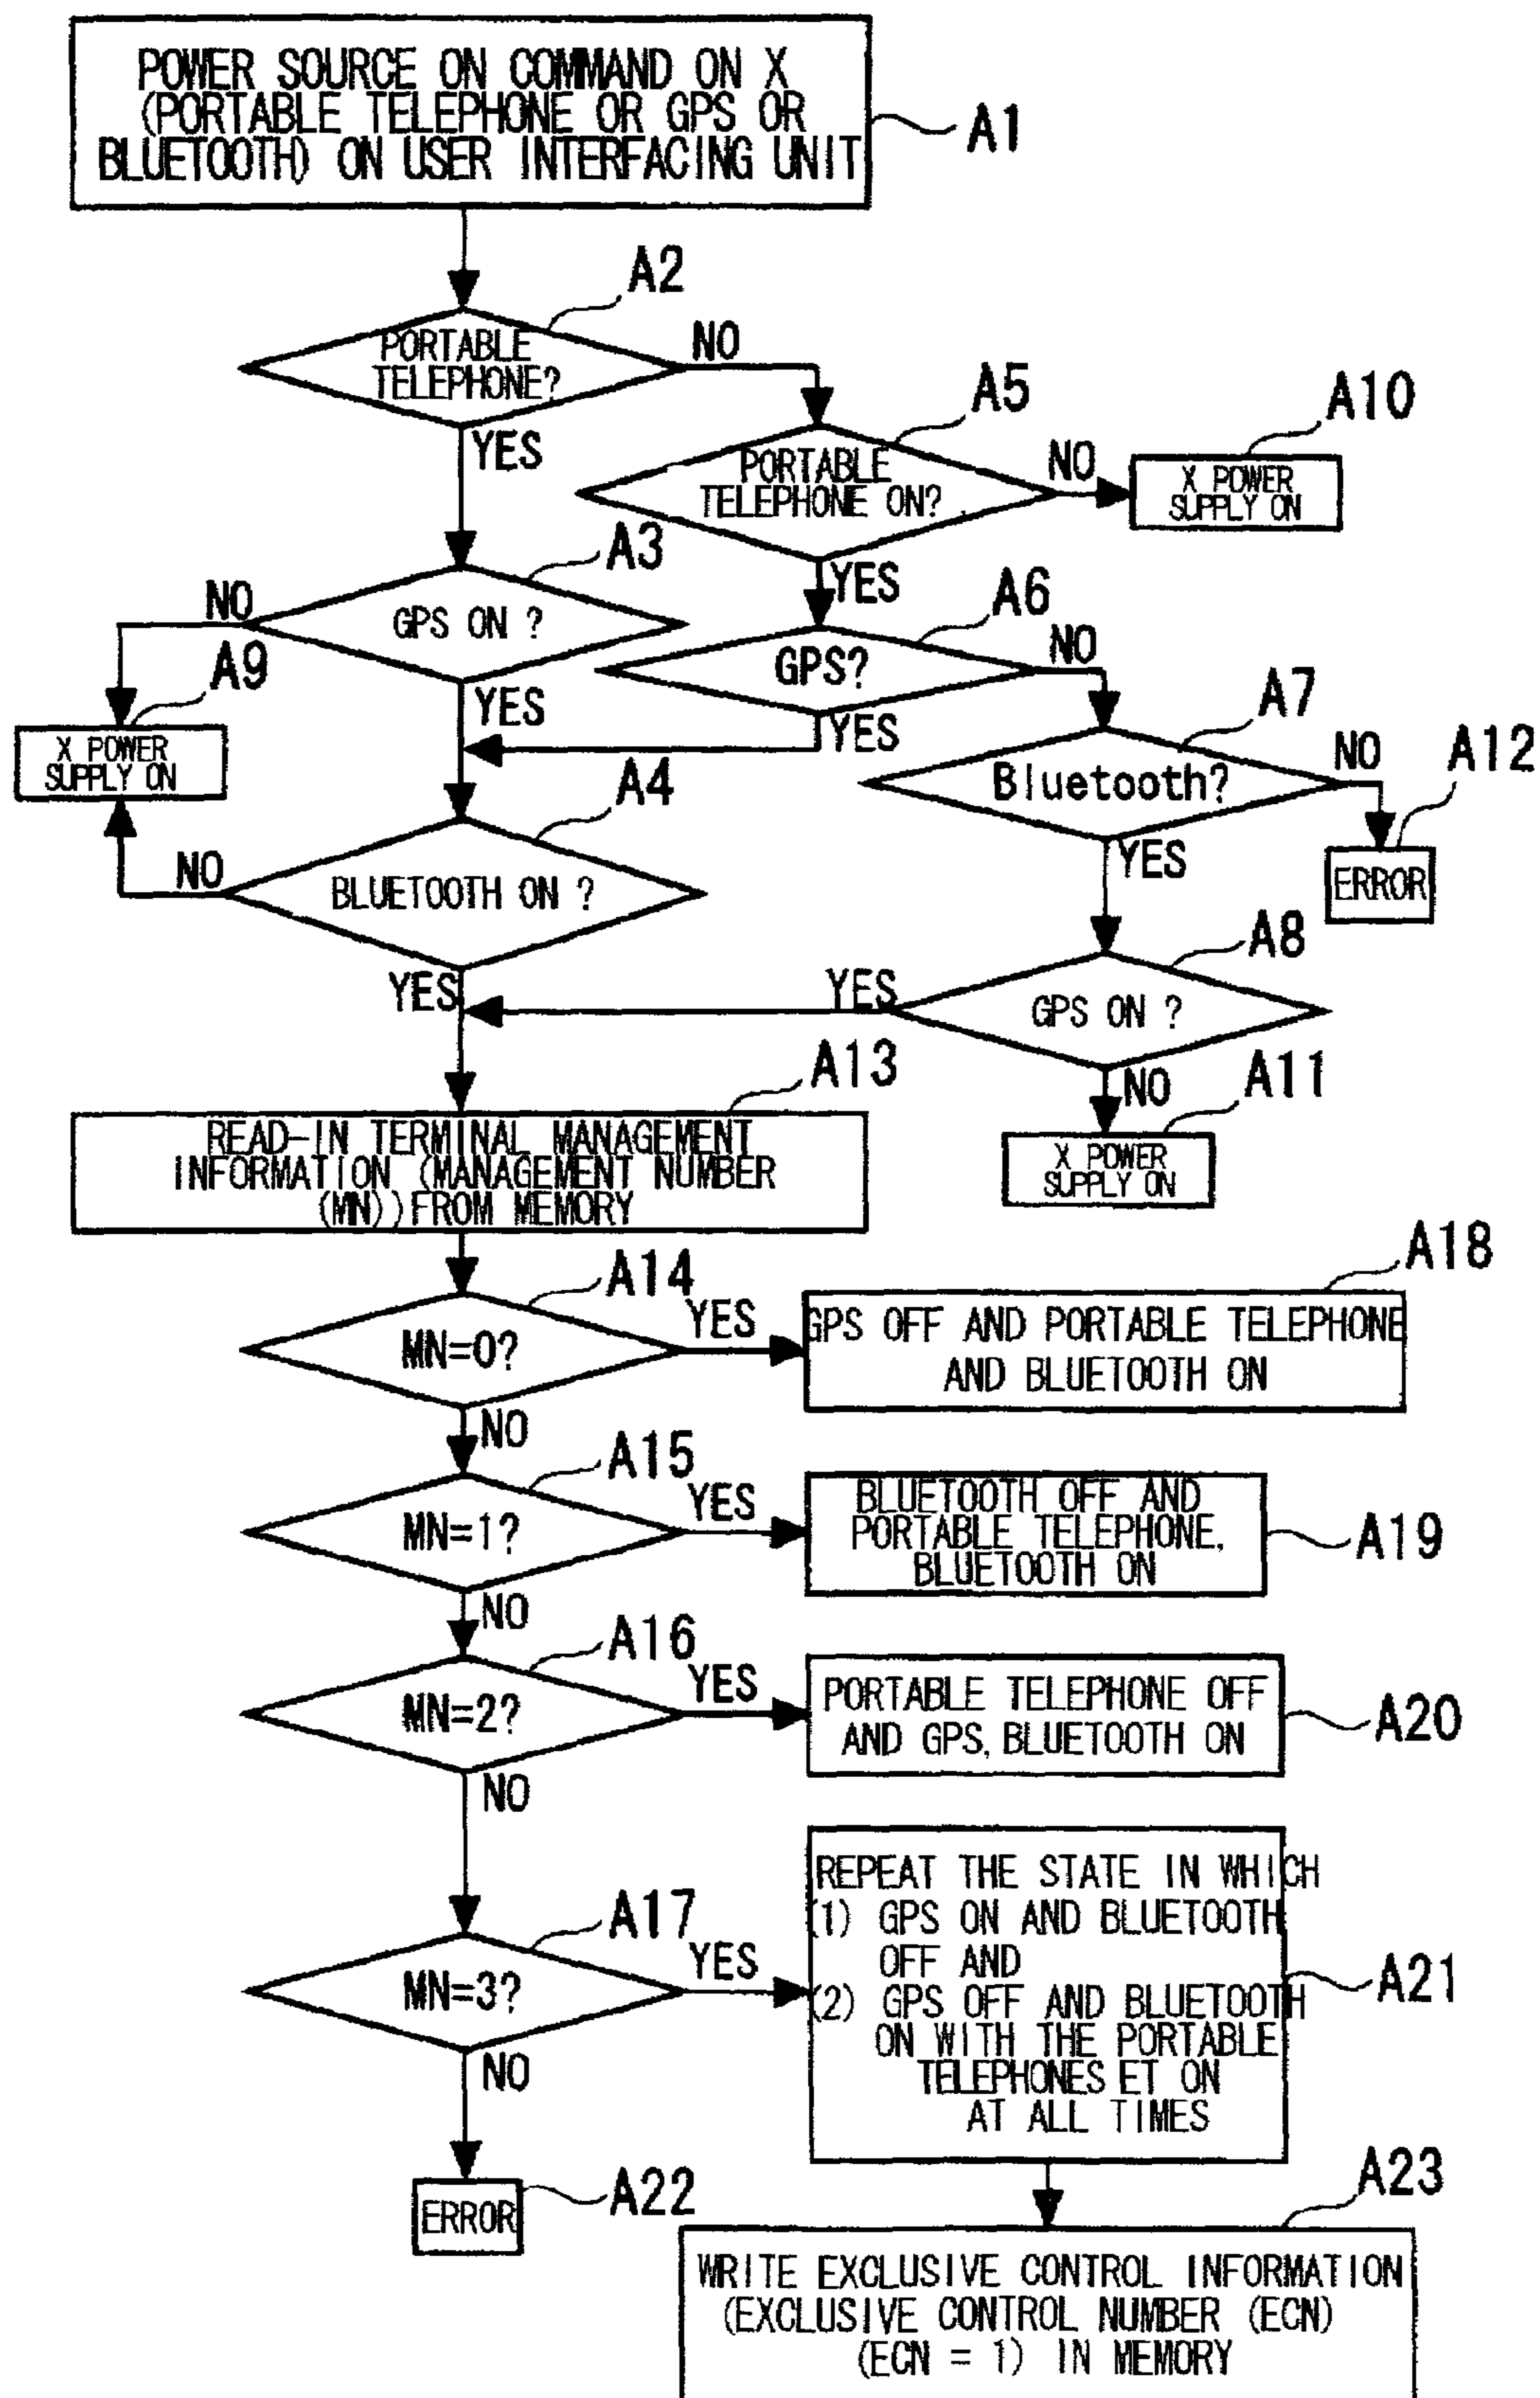 POWER SOURCE ON COMMAND ON X
(PORTABLE TELEPHONE OR GPS OR
BLUETOOTH) ON USER INTERFACING UNIT
A1
A2
PORTABLE
TELEPHONE?
NO
YES
A5
PORTABLE
TELEPHONE ON?
NO
A10
X POWER
SUPPLY ON
YES
A3
GPS ON ?
NO
YES
A6
GPS?
NO
YES
A9
X POWER
SUPPLY ON
A7
Bluetooth?
NO
A12
ERROR
YES
A4
BLUETOOTH ON ?
NO
YES
A8
GPS ON ?
YES
NO
A11
X POWER
SUPPLY ON
A13
READ-IN TERMINAL MANAGEMENT
INFORMATION (MANAGEMENT NUMBER
(MN)) FROM MEMORY
A14
MN=0?
YES
NO
A18
GPS OFF AND PORTABLE TELEPHONE
AND BLUETOOTH ON
A15
MN=1?
YES
NO
BLUETOOTH OFF AND
PORTABLE TELEPHONE,
BLUETOOTH ON
A19
A16
MN=2?
YES
NO
PORTABLE TELEPHONE OFF
AND GPS, BLUETOOTH ON
A20
A17
MN=3?
YES
NO
REPEAT THE STATE IN WHICH
(1) GPS ON AND BLUETOOTH
OFF AND
(2) GPS OFF AND BLUETOOTH
ON WITH THE PORTABLE
TELEPHONES ET ON
AT ALL TIMES
A21
ERROR
A22
A23
WRITE EXCLUSIVE CONTROL INFORMATION
(EXCLUSIVE CONTROL NUMBER (ECN)
(ECN = 1) IN MEMORY